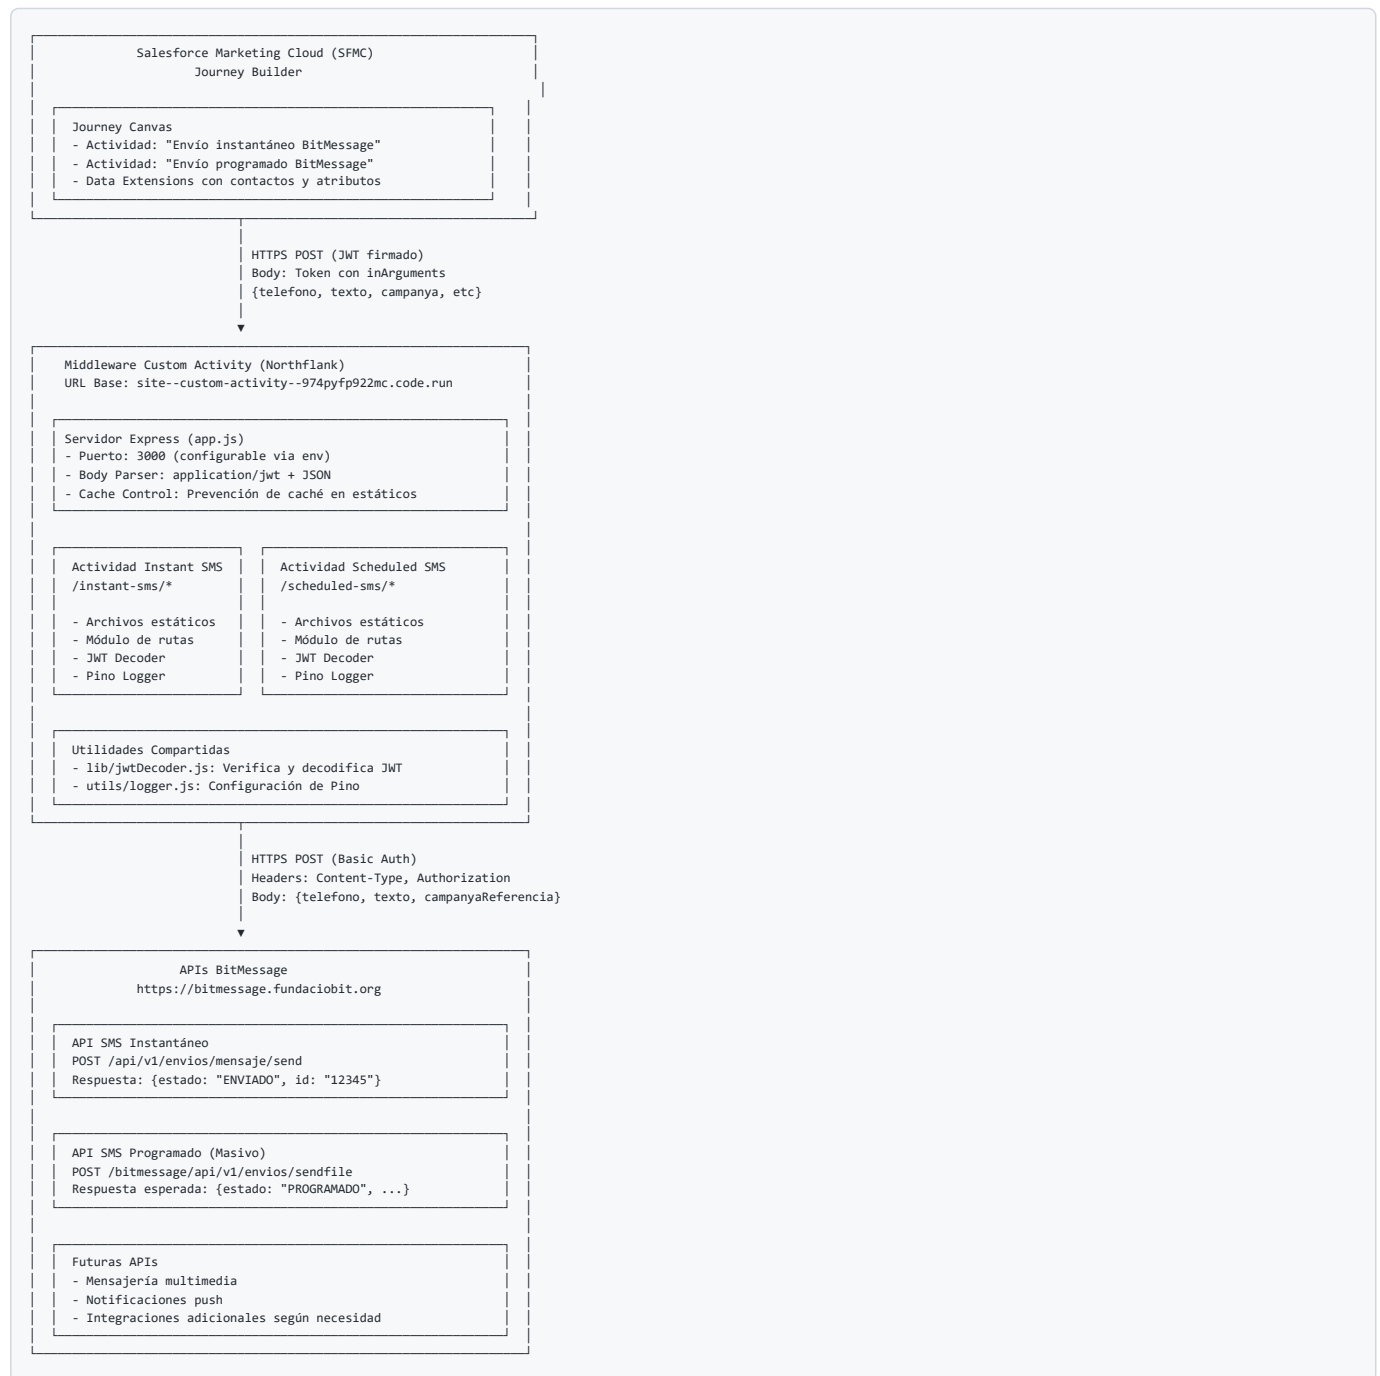 Salesforce Marketing Cloud (SFMC)
Journey Builder
Journey Canvas
- Actividad: "Envío instantáneo BitMessage"
- Actividad: "Envío programado BitMessage"
- Data Extensions con contactos y atributos
HTTPS POST (JWT firmado)
Body: Token con inArguments
{telefono, texto, campanya, etc}
Middleware Custom Activity (Northflank)
URL Base: site--custom-activity--974pyfp922mc.code.run
Servidor Express (app.js)
- Puerto: 3000 (configurable via env)
- Body Parser: application/jwt + JSON
- Cache Control: Prevención de caché en estáticos
Actividad Instant SMS
/instant-sms/*
- Archivos estáticos
- Módulo de rutas
- JWT Decoder
- Pino Logger
Actividad Scheduled SMS
/scheduled-sms/*
- Archivos estáticos
- Módulo de rutas
- JWT Decoder
- Pino Logger
Utilidades Compartidas
- lib/jwtDecoder.js: Verifica y decodifica JWT
- utils/logger.js: Configuración de Pino
HTTPS POST (Basic Auth)
Headers: Content-Type, Authorization
Body: {telefono, texto, campanyaReferencia}
APIs BitMessage
https://bitmessage.fundaciobit.org
API SMS Instantáneo
POST /api/v1/envios/mensaje/send
Respuesta: {estado: "ENVIADO", id: "12345"}
API SMS Programado (Masivo)
POST /bitmessage/api/v1/envios/sendfile
Respuesta esperada: {estado: "PROGRAMADO", ...}
Futuras APIs
- Mensajería multimedia
- Notificaciones push
- Integraciones adicionales según necesidad